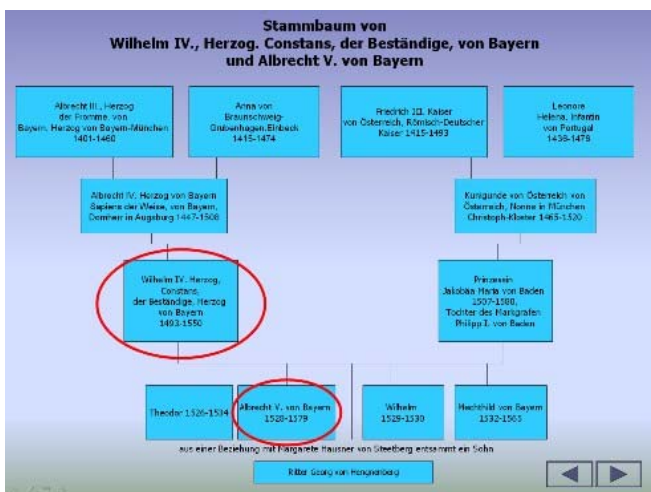 Stammbaum von
Wilhelm IV., Herzog. Constans, der Beständige, von Bayern
und Albrecht V. von Bayern
Albrecht III., Herzog
der Fromme, von
Bayern, Herzog von Bayern-München
1401-1460
Anna von
Braunschweig-
Grubenhagen,Einbeck
1415-1474
Friedrich III. Kaiser
von Österreich, Römisch-Deutscher
Kaiser 1415-1493
Leonore
Helena, Infantin
von Portugal
Albrecht IV, Herzog von Bayern
Sapiens der Weise, von Bayern,
Domherr in Augsburg 1447-1508
Kunigunde von Österreich von
Österreich, Nonne in München
Christoph-Kloster 1465-1520
Wilhelm IV. Herzog,
Constans,
der Beständige, Herzog
von Bayern
1493-1550
Prinzessin
Jakobäa Maria von Baden
1507-1580,
Tochter des Markgrafen
Philipp I. von Baden
Theodor 1526-1534
Albrecht V. von Bayern
1528-1579
Wilhelm
1529-1530
Mechthild von Bayern
1532-1565
aus einer Beziehung mit Margarete Hausner von Stettberg entsammt ein Sohn
Ritter Georg von Hegnenberg